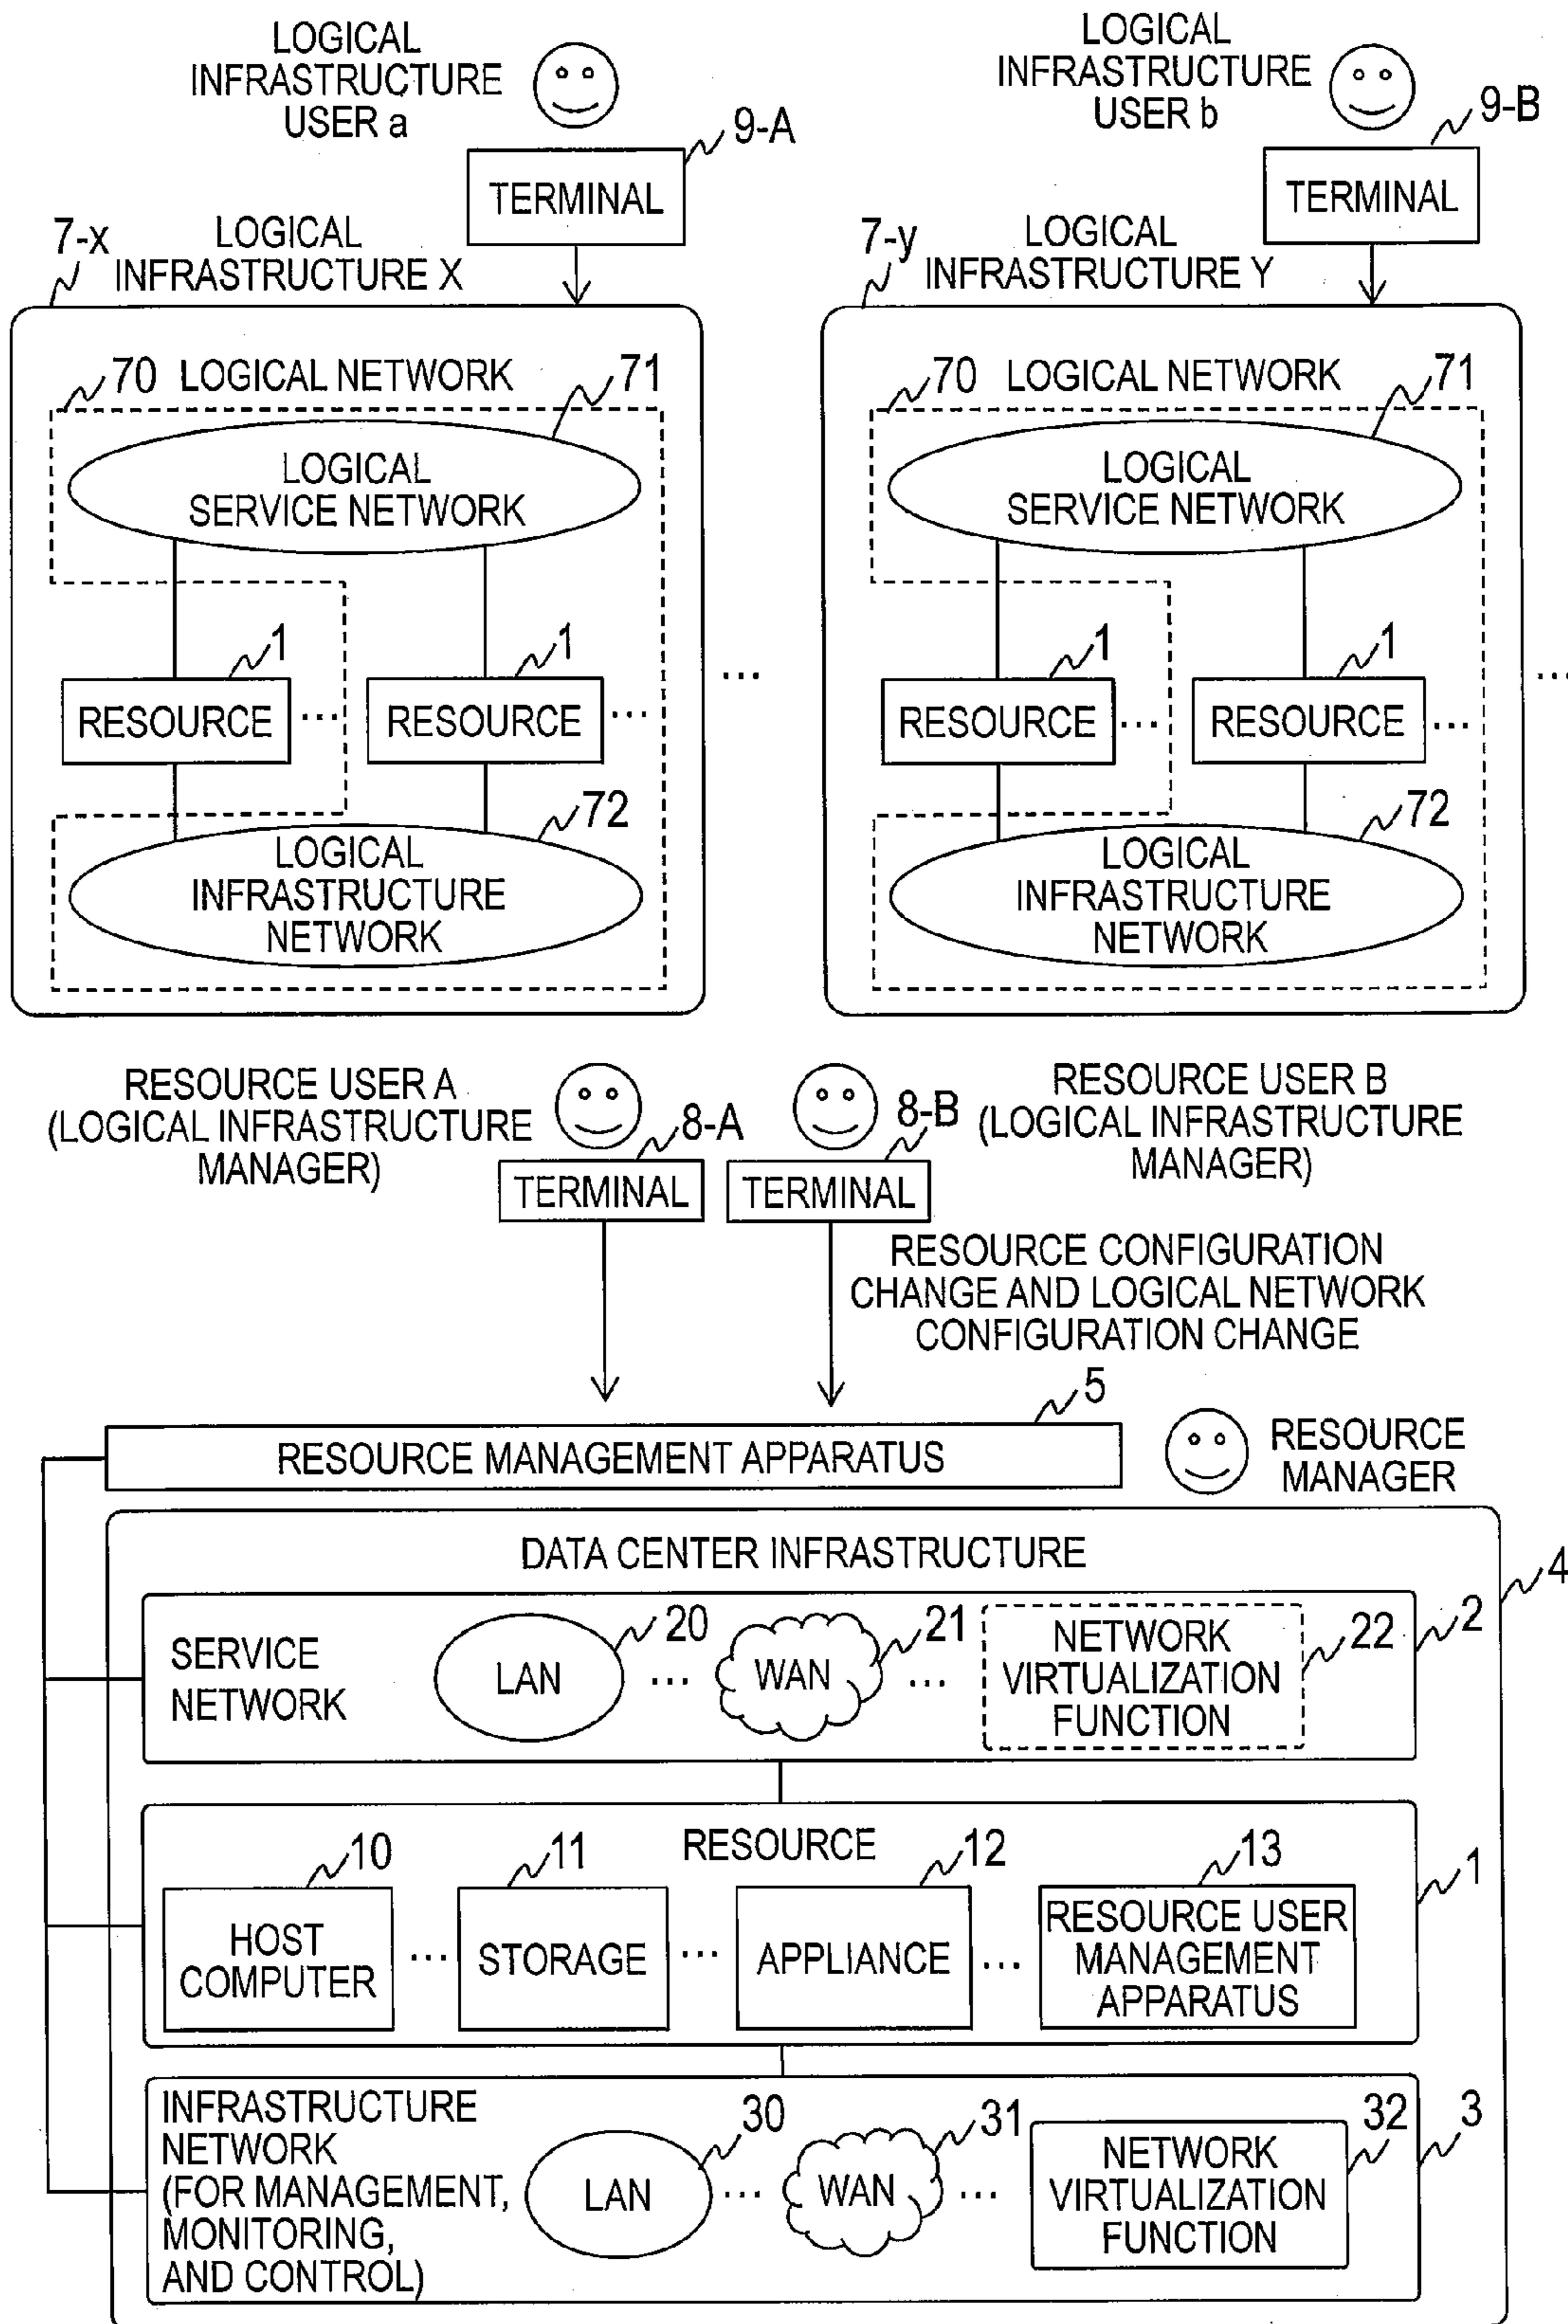 LOGICAL
INFRASTRUCTURE
USER a
9-A
TERMINAL
LOGICAL
INFRASTRUCTURE
USER b
9-B
TERMINAL
7-x
LOGICAL
INFRASTRUCTURE X
70 LOGICAL NETWORK
71
LOGICAL
SERVICE NETWORK
1
RESOURCE
...
1
RESOURCE
...
72
LOGICAL
INFRASTRUCTURE
NETWORK
...
7-y
LOGICAL
INFRASTRUCTURE Y
70 LOGICAL NETWORK
71
LOGICAL
SERVICE NETWORK
1
RESOURCE
...
1
RESOURCE
...
72
LOGICAL
INFRASTRUCTURE
NETWORK
...
RESOURCE USER A
(LOGICAL INFRASTRUCTURE
MANAGER)
8-A
TERMINAL
8-B
TERMINAL
RESOURCE USER B
(LOGICAL INFRASTRUCTURE
MANAGER)
RESOURCE CONFIGURATION
CHANGE AND LOGICAL NETWORK
CONFIGURATION CHANGE
5
RESOURCE MANAGEMENT APPARATUS
RESOURCE
MANAGER
DATA CENTER INFRASTRUCTURE
4
SERVICE
NETWORK
20
LAN
...
21
WAN
...
NETWORK
VIRTUALIZATION
FUNCTION
22
2
RESOURCE
1
10
HOST
COMPUTER
...
11
STORAGE
...
12
APPLIANCE
...
13
RESOURCE USER
MANAGEMENT
APPARATUS
INFRASTRUCTURE
NETWORK
(FOR MANAGEMENT,
MONITORING,
AND CONTROL)
30
LAN
...
31
WAN
...
32
NETWORK
VIRTUALIZATION
FUNCTION
3